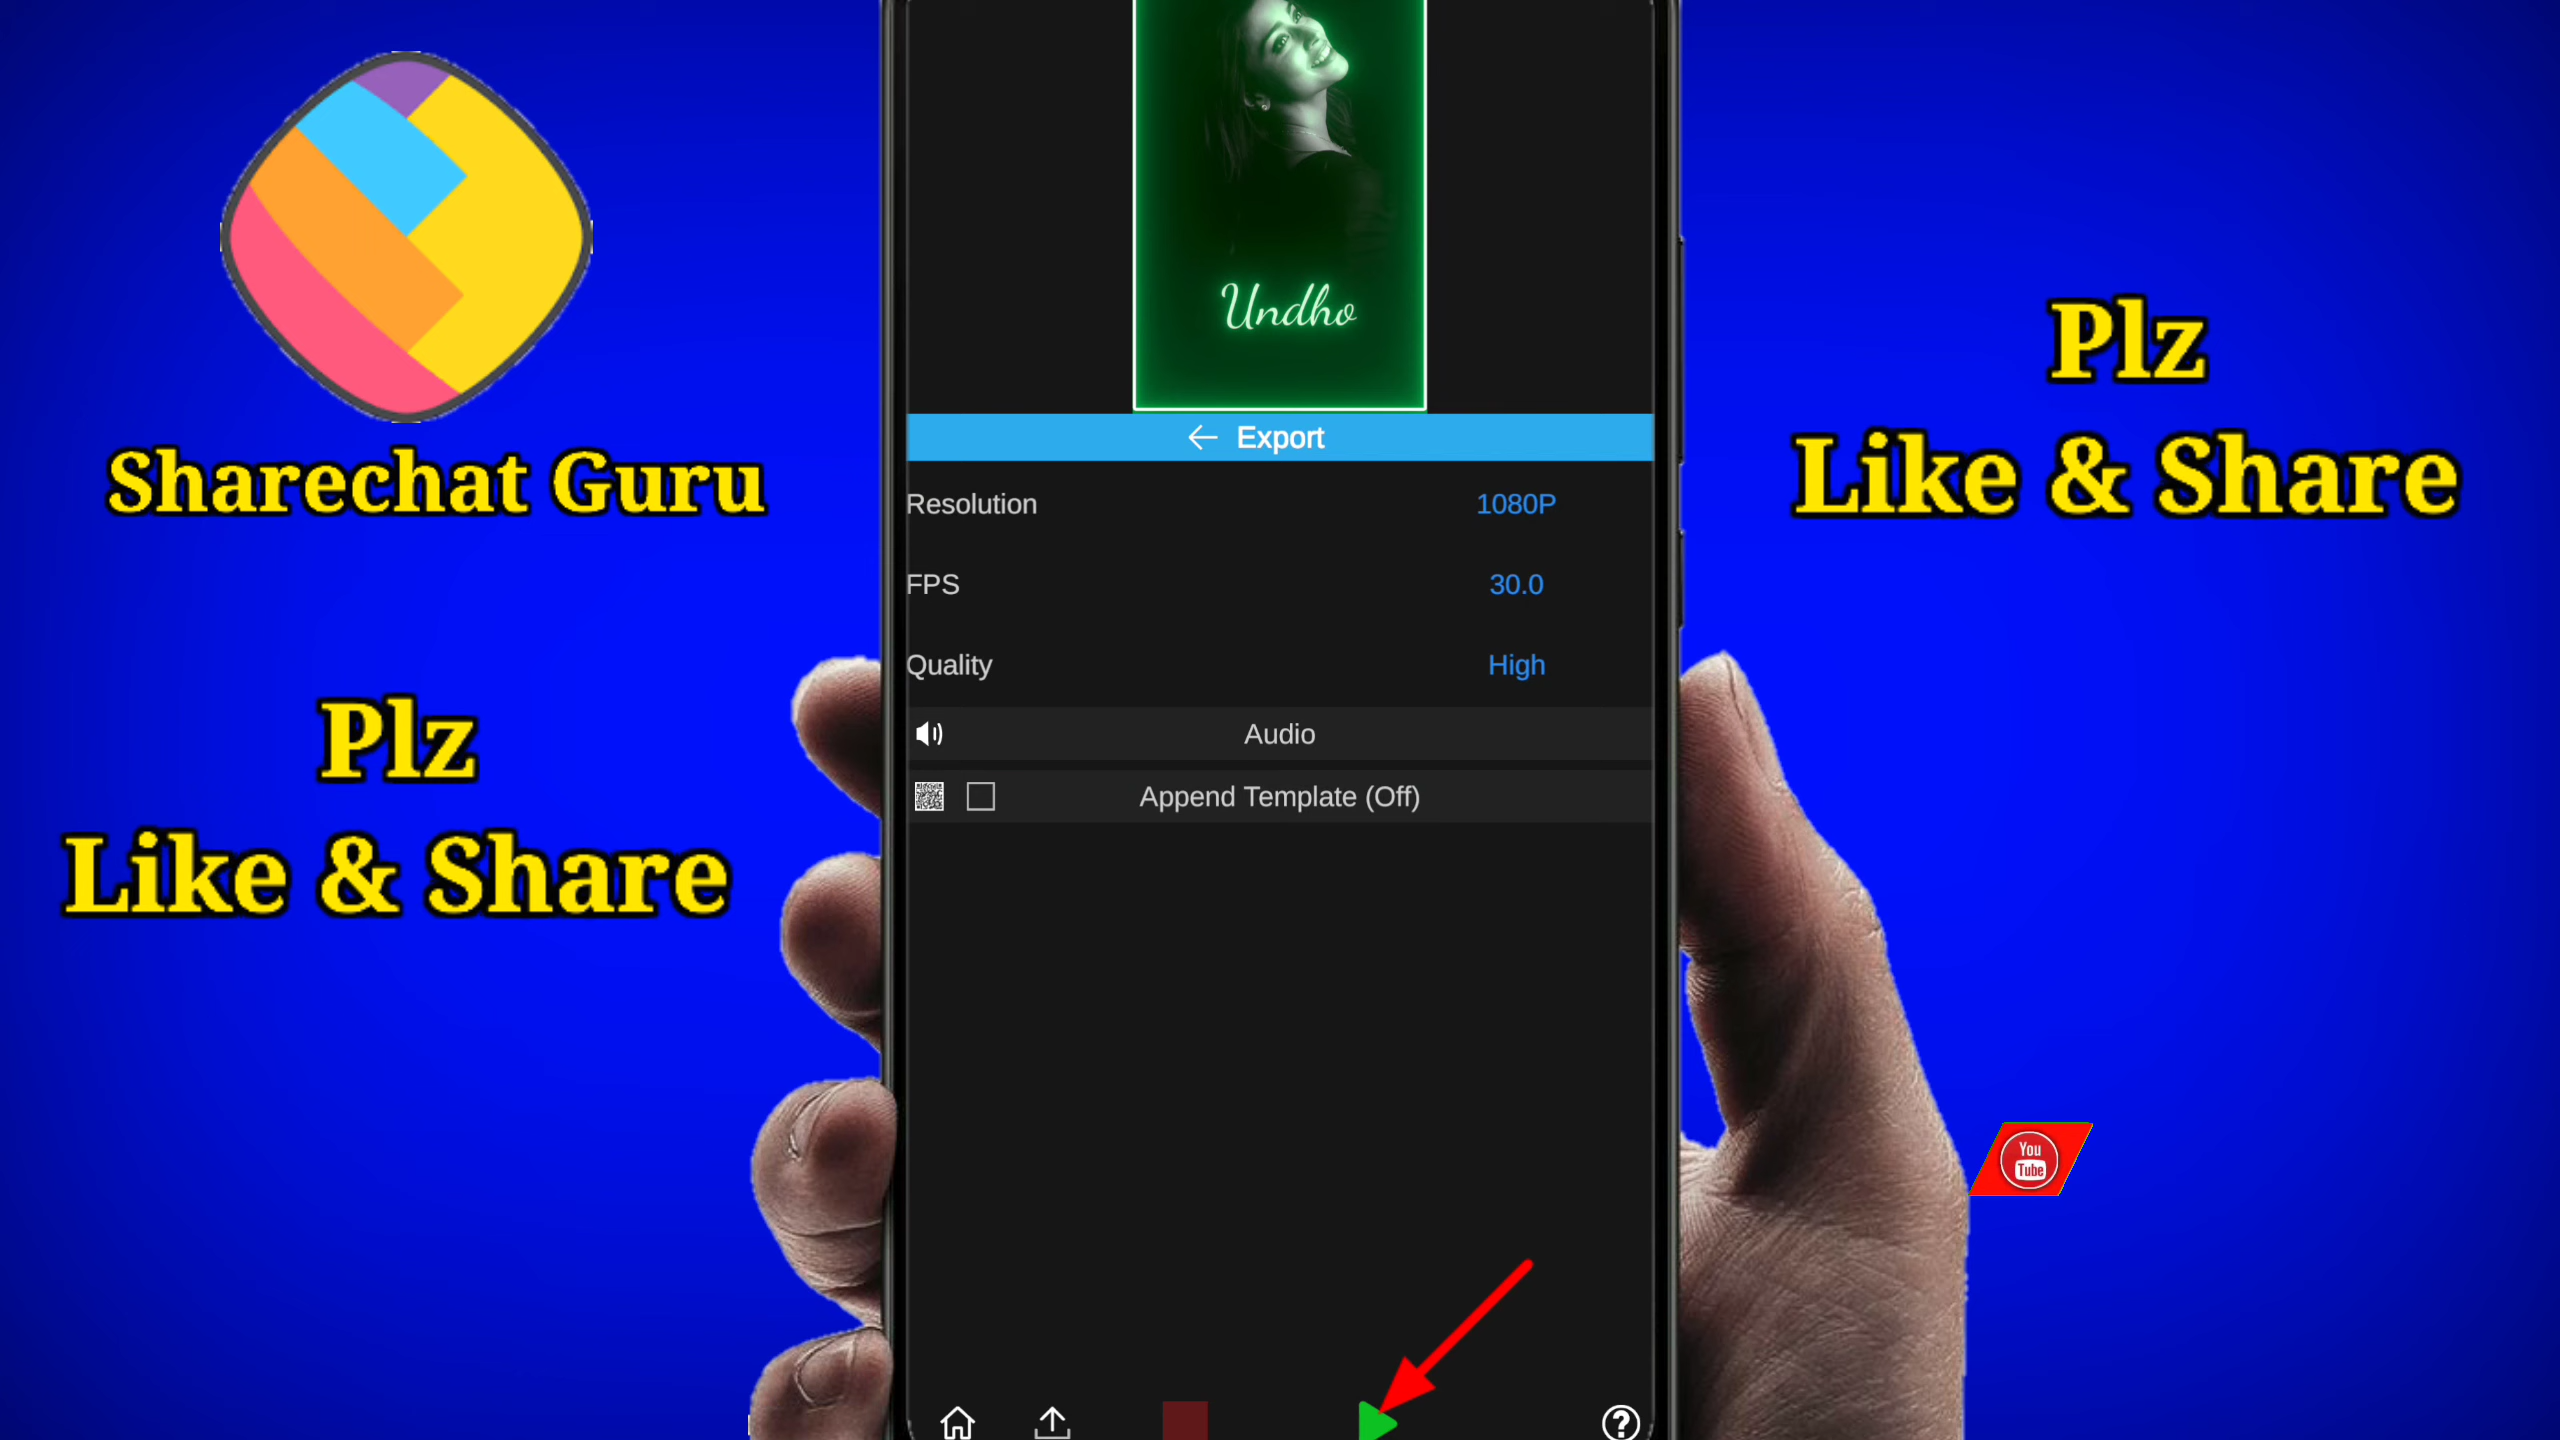 Sharechat Guru
Plz
Like & Share
Undho
Export
Resolution 1080P
FPS 30.0
Quality High
Audio
Append Template (Off)
Plz
Like & Share
You
Tube